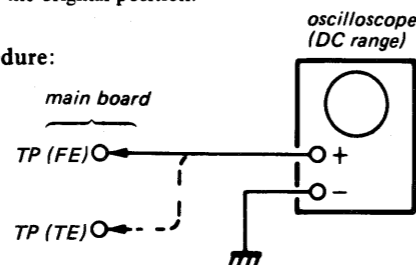 the original position.
oscilloscope
(DC range)
dure:
main board
TP (FE)
+
−
TP (TE)